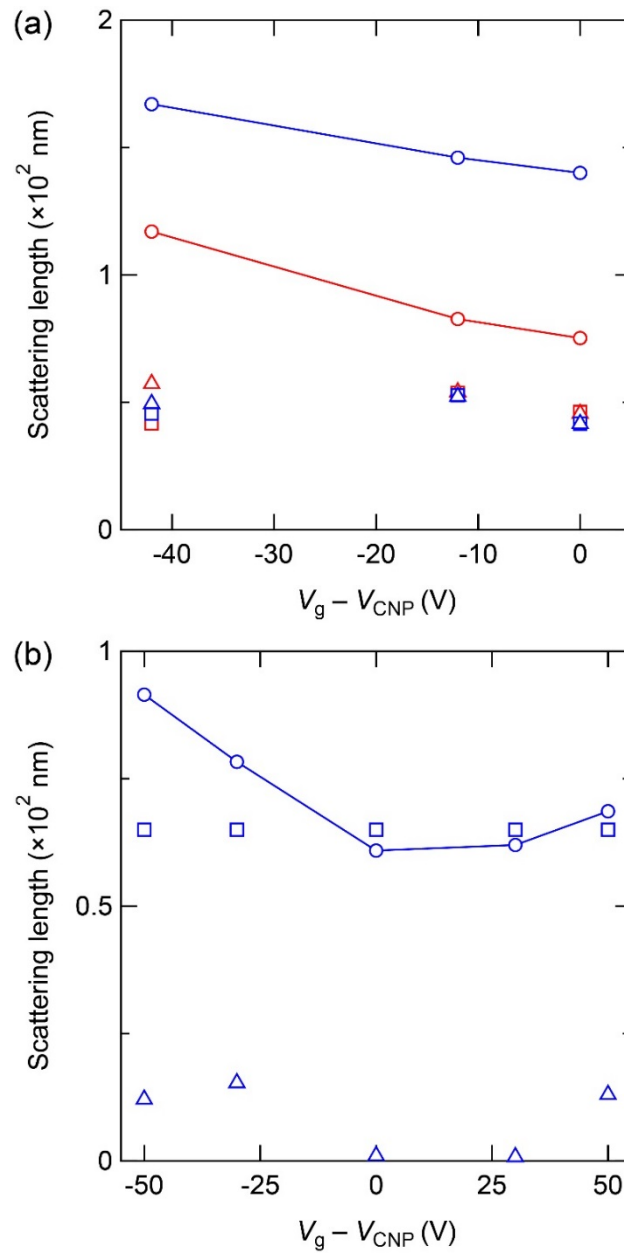 (a)
2
1
0
Scattering length (×10² nm)
-40
-30
-20
-10
0
V_g – V_CNP (V)
(b)
1
0.5
0
Scattering length (×10² nm)
-50
-25
0
25
50
V_g – V_CNP (V)